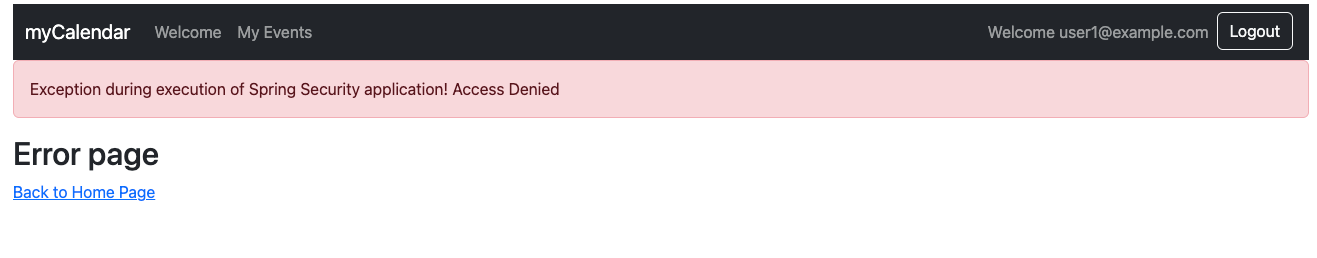 myCalendar Welcome My Events Welcome user1@example.com Logout
Exception during execution of Spring Security application! Access Denied
Error page
Back to Home Page